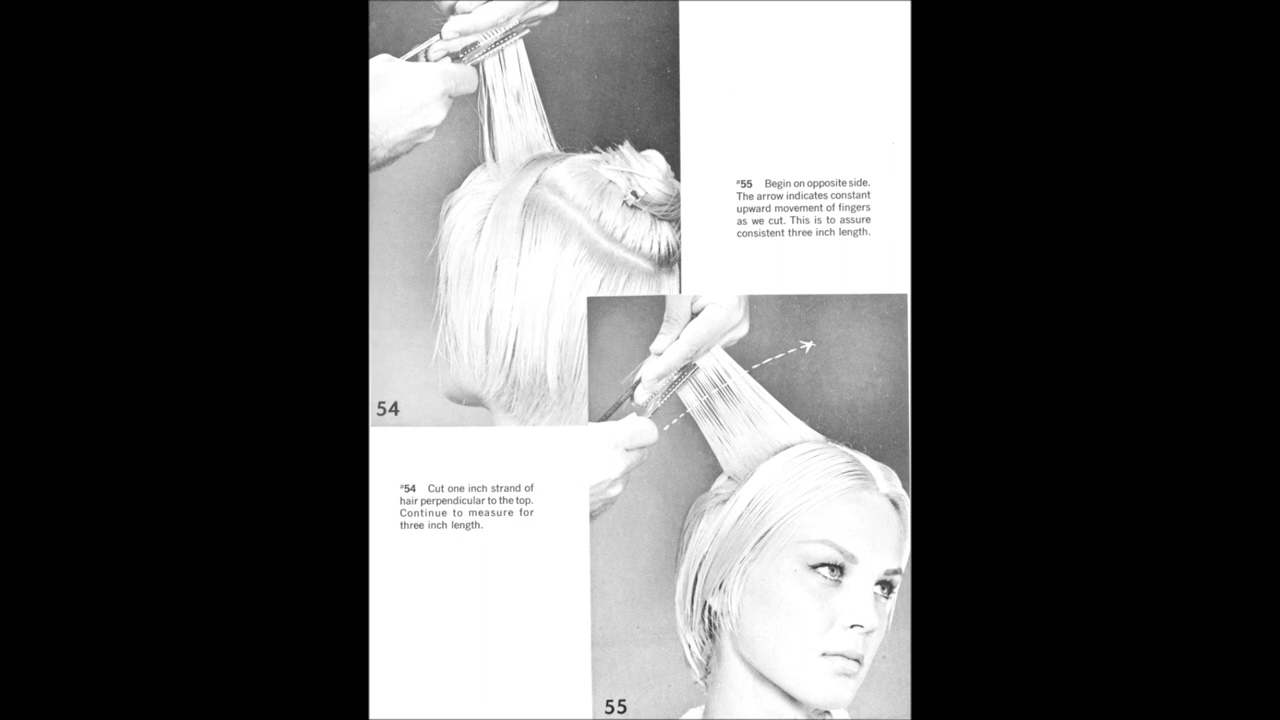 #55 Begin on opposite side.
The arrow indicates constant
upward movement of fingers
as we cut. This is to assure
consistent three inch length.
54
#54 Cut one inch strand of
hair perpendicular to the top.
Continue to measure for
three inch length.
55